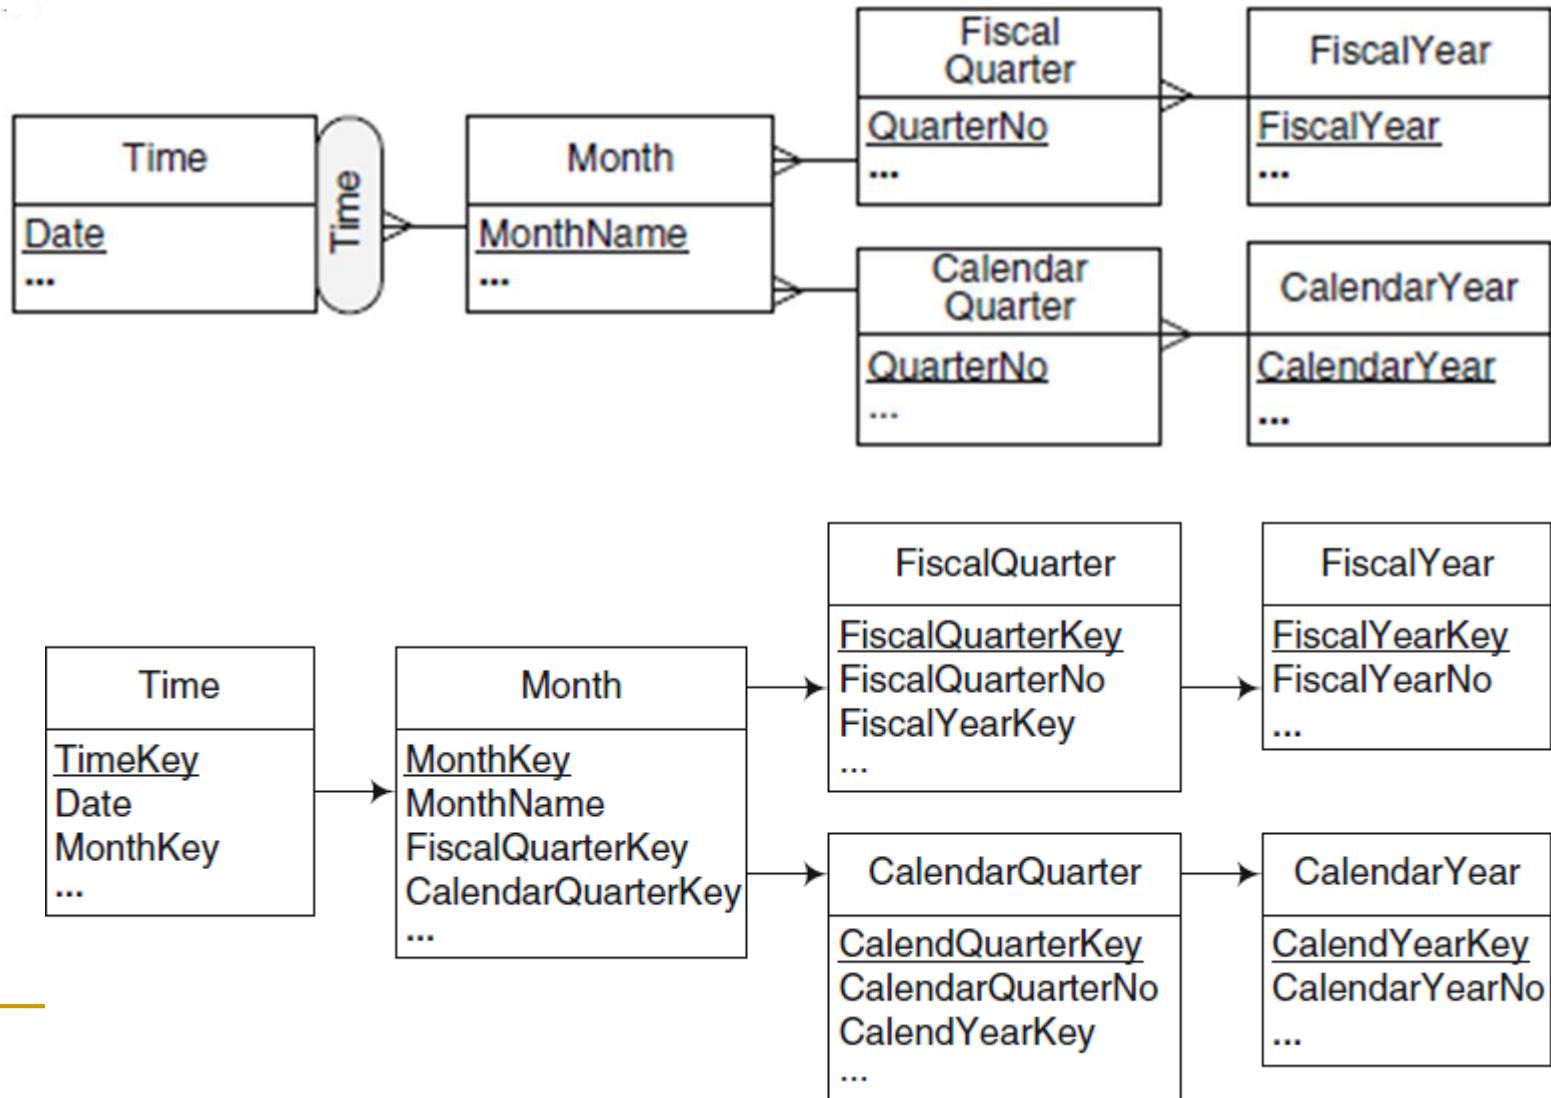 Time
Date
...
Time
Month
MonthName
...
Fiscal
Quarter
QuarterNo
...
FiscalYear
FiscalYear
...
Calendar
Quarter
QuarterNo
...
CalendarYear
CalendarYear
...
Time
TimeKey
Date
MonthKey
...
Month
MonthKey
MonthName
FiscalQuarterKey
CalendarQuarterKey
...
FiscalQuarter
FiscalQuarterKey
FiscalQuarterNo
FiscalYearKey
...
FiscalYear
FiscalYearKey
FiscalYearNo
...
CalendarQuarter
CalendQuarterKey
CalendarQuarterNo
CalendYearKey
...
CalendarYear
CalendYearKey
CalendarYearNo
...